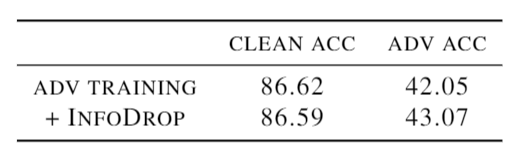 CLEAN ACC ADV ACC
ADV TRAINING 86.62 42.05
+ INFODROP 86.59 43.07